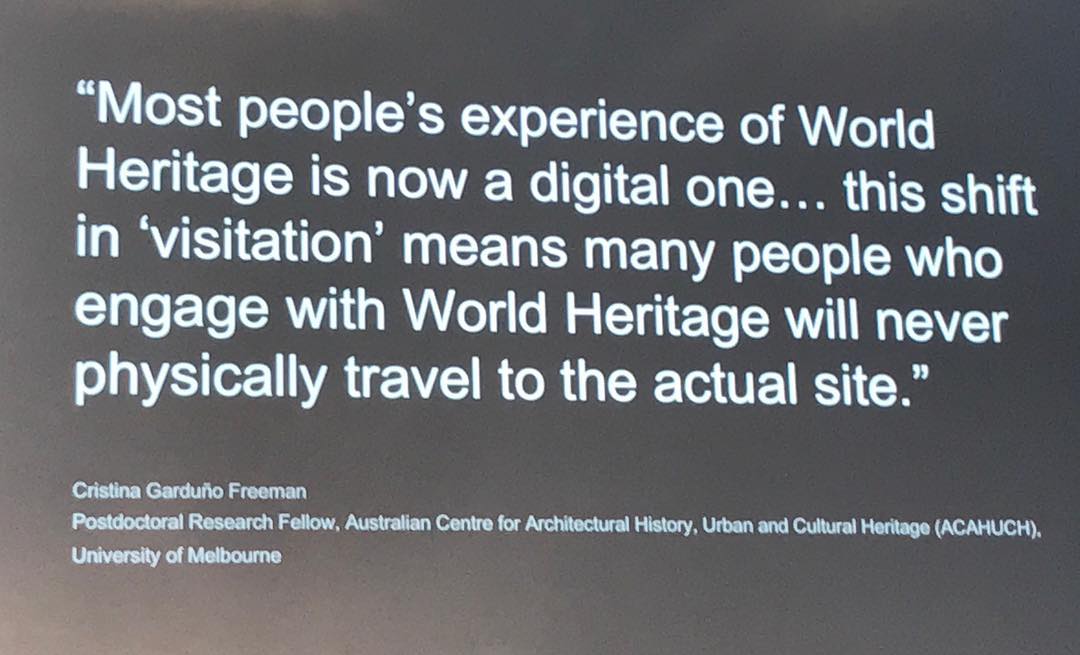 “Most people’s experience of World
Heritage is now a digital one... this shift
in ‘visitation’ means many people who
engage with World Heritage will never
physically travel to the actual site.”
Cristina Garduño Freeman
Postdoctoral Research Fellow, Australian Centre for Architectural History, Urban and Cultural Heritage (ACAHUCH),
University of Melbourne